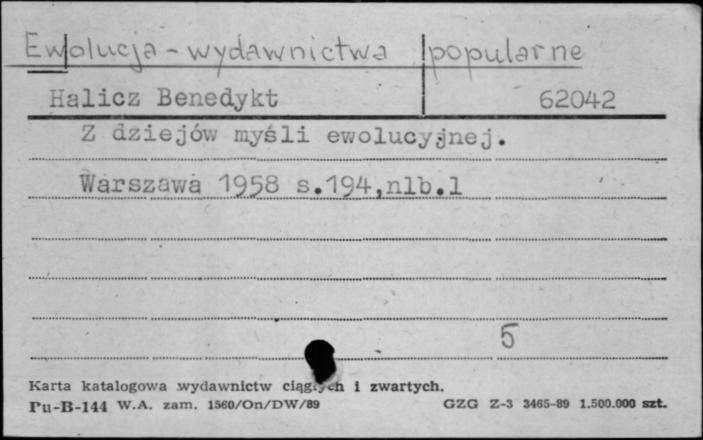 Ewolucja - wydawnictwa popularne
Halicz Benedykt 62042
Z dziejów myśli ewolucyjnej.
Warszawa 1958 s.194,nlb.1
5
Karta katalogowa wydawnictw ciągłych i zwartych.
Pu-B-144 W.A. zam. 1560/On/DW/89 GZG Z-3 3465-89 1.500.000 szt.